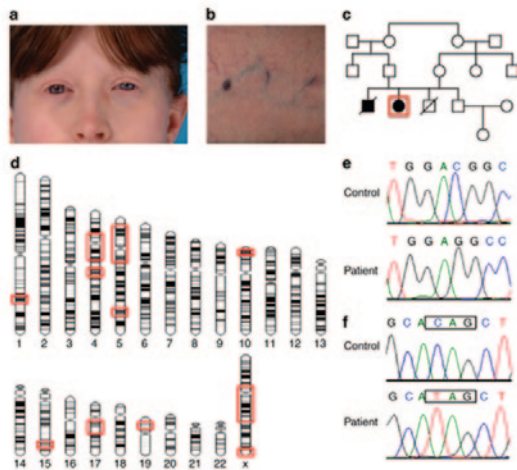 a
b
c
d
1 2 3 4 5 6 7 8 9 10 11 12 13
14 15 16 17 18 19 20 21 22 x
e
T G G A C G G C
Control
T G G A G G C C
Patient
f
G C A C A G C T
Control
G C A T A G C T
Patient